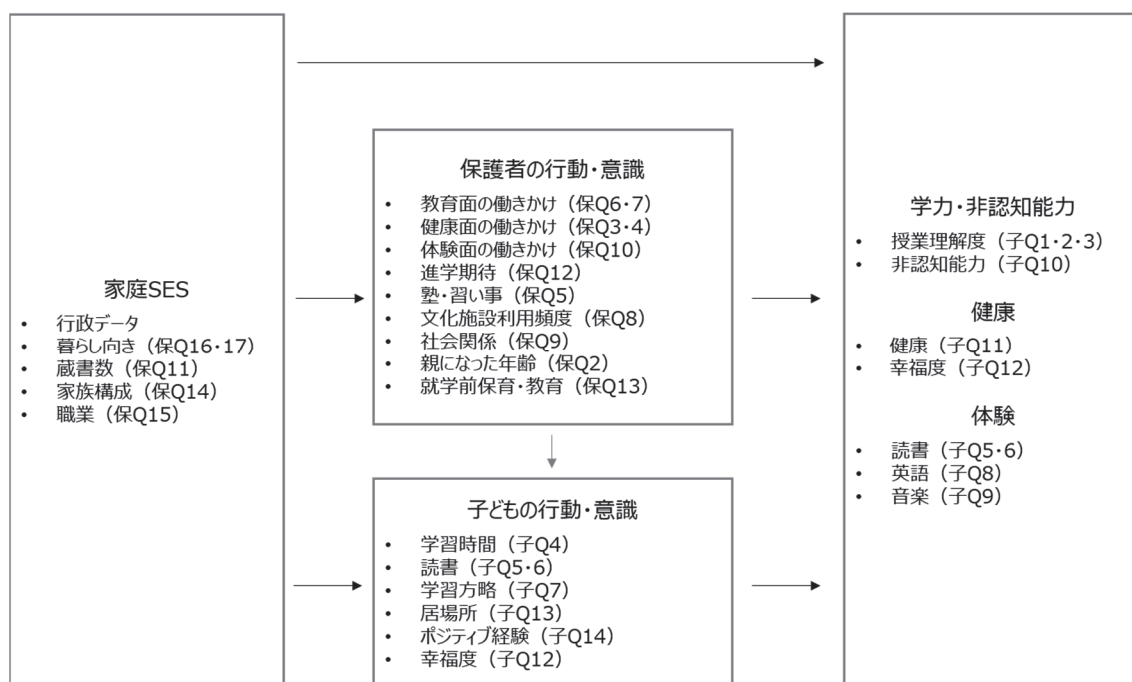 家庭SES
• 行政データ
• 暮らし向き（保Q16・17）
• 蔵書数（保Q11）
• 家族構成（保Q14）
• 職業（保Q15）
保護者の行動・意識
• 教育面の働きかけ（保Q6・7）
• 健康面の働きかけ（保Q3・4）
• 体験面の働きかけ（保Q10）
• 進学期待（保Q12）
• 塾・習い事（保Q5）
• 文化施設利用頻度（保Q8）
• 社会関係（保Q9）
• 親になった年齢（保Q2）
• 就学前保育・教育（保Q13）
子どもの行動・意識
• 学習時間（子Q4）
• 読書（子Q5・6）
• 学習方略（子Q7）
• 居場所（子Q13）
• ポジティブ経験（子Q14）
• 幸福度（子Q12）
学力・非認知能力
• 授業理解度（子Q1・2・3）
• 非認知能力（子Q10）
健康
• 健康（子Q11）
• 幸福度（子Q12）
体験
• 読書（子Q5・6）
• 英語（子Q8）
• 音楽（子Q9）